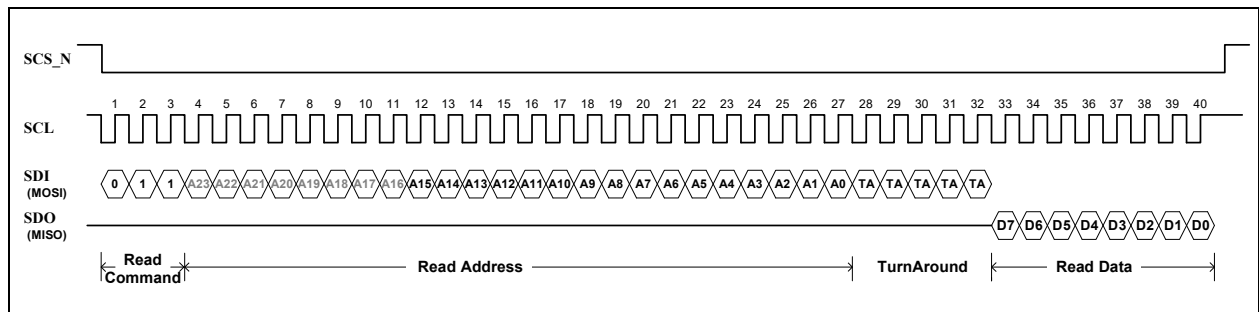 SCS_N
1 2 3 4 5 6 7 8 9 10 11 12 13 14 15 16 17 18 19 20 21 22 23 24 25 26 27 28 29 30 31 32 33 34 35 36 37 38 39 40
SCL
SDI 0 1 1 A23 A22 A21 A20 A19 A18 A17 A16 A15 A14 A13 A12 A11 A10 A9 A8 A7 A6 A5 A4 A3 A2 A1 A0 TA TA TA TA TA
(MOSI)
SDO D7 D6 D5 D4 D3 D2 D1 D0
(MISO)
Read Command Read Address TurnAround Read Data